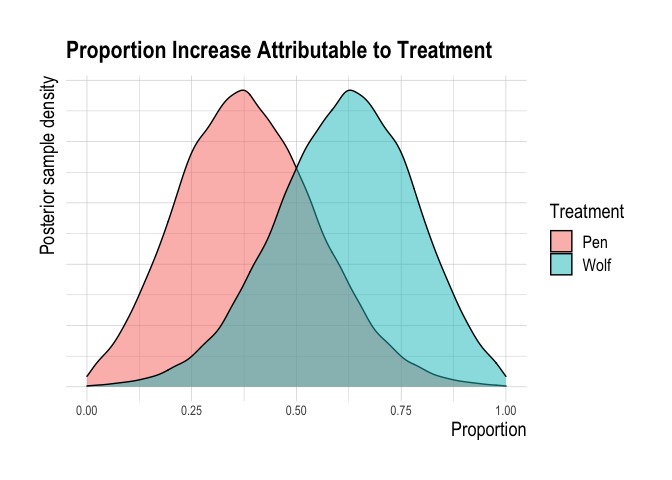 Proportion Increase Attributable to Treatment
Posterior sample density
Treatment
Pen
Wolf
0.00 0.25 0.50 0.75 1.00
Proportion